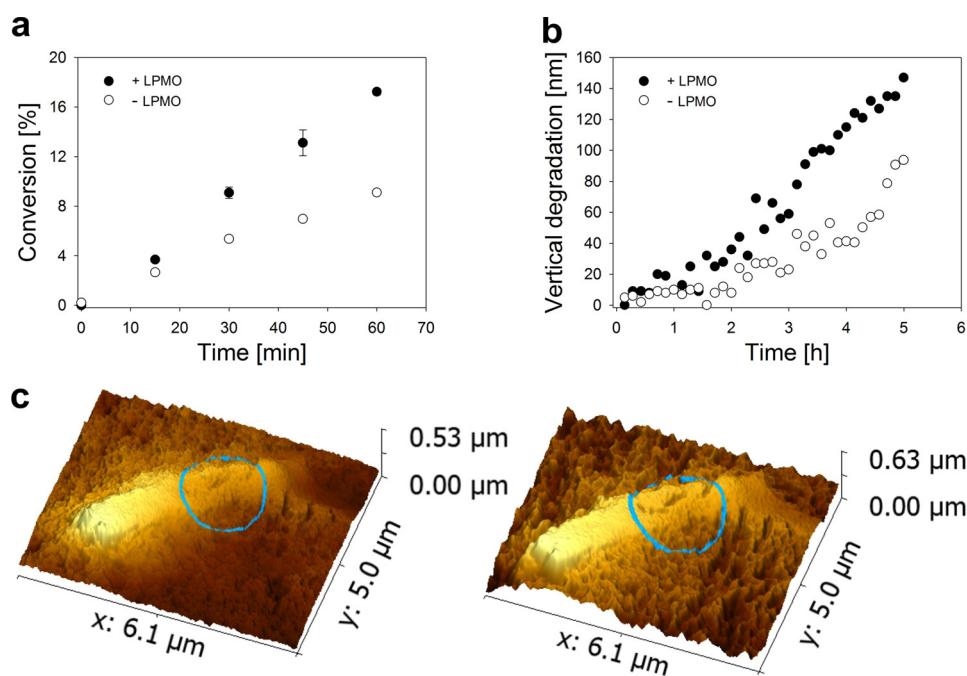 a
Conversion [%]
20
16
12
8
4
0
+ LPMO
- LPMO
0 10 20 30 40 50 60 70
Time [min]
b
Vertical degradation [nm]
160
140
120
100
80
60
40
20
0
+ LPMO
- LPMO
0 1 2 3 4 5 6
Time [h]
c
0.53 µm
0.00 µm
y: 5.0 µm
x: 6.1 µm
0.63 µm
0.00 µm
y: 5.0 µm
x: 6.1 µm